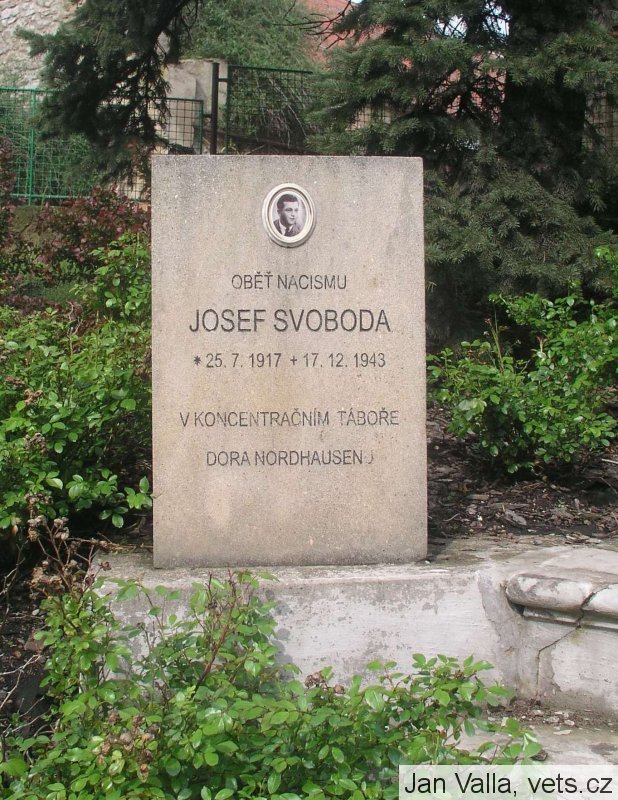 OBĚŤ NACISMU
JOSEF SVOBODA
* 25. 7. 1917 + 17. 12. 1943
V KONCENTRAČNÍM TÁBOŘE
DORA NORDHAUSEN
Jan Valla, vets.cz